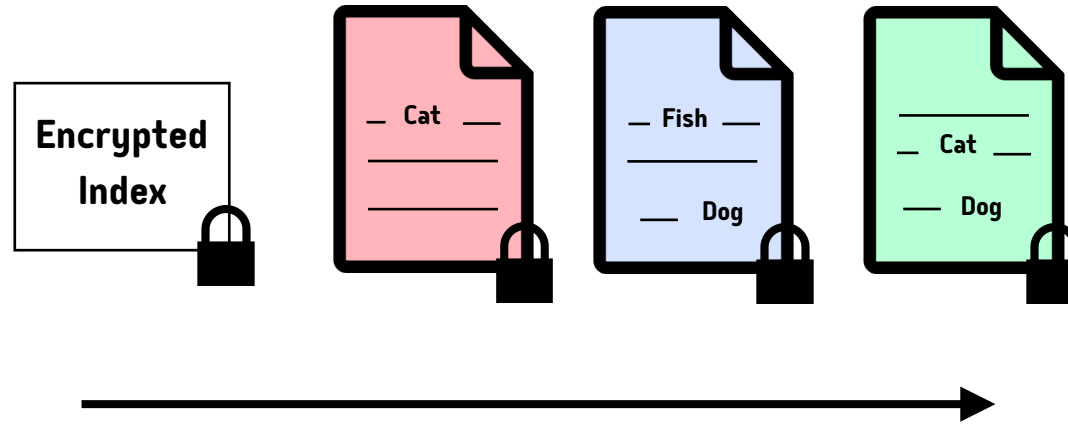 Encrypted
Index
Cat
Fish
Dog
Cat
Dog